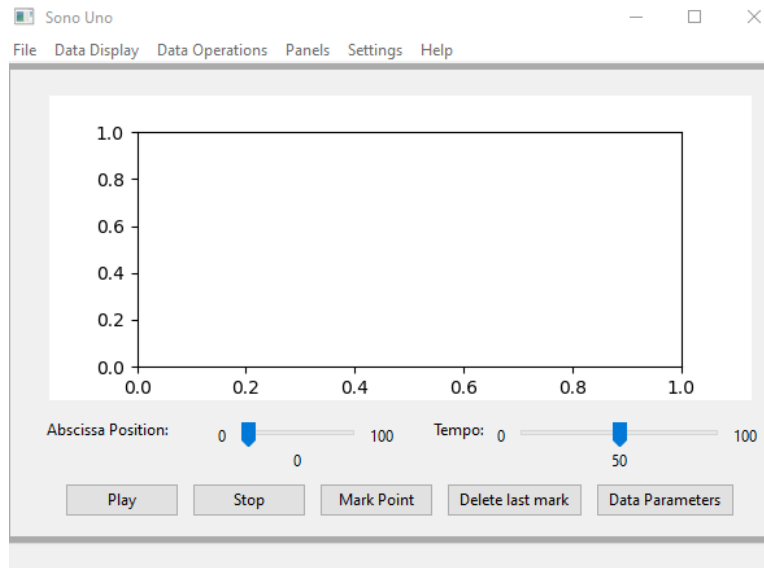 Sono Uno
File Data Display Data Operations Panels Settings Help
1.0
0.8
0.6
0.4
0.2
0.0
0.0 0.2 0.4 0.6 0.8 1.0
Abscissa Position: 0 100 Tempo: 0 100
0 50
Play Stop Mark Point Delete last mark Data Parameters